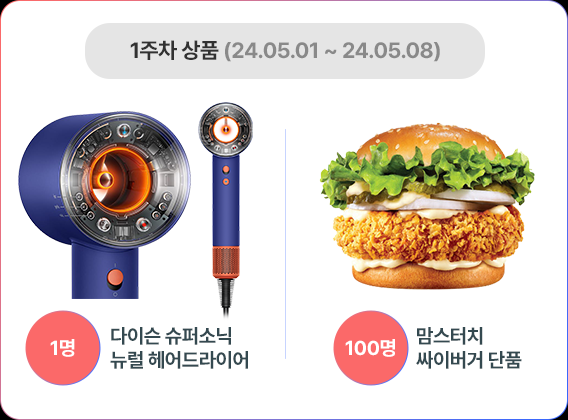 1주차 상품 (24.05.01 ~ 24.05.08)
1명
다이슨 슈퍼소닉
뉴럴 헤어드라이어
100명
맘스터치
싸이버거 단품